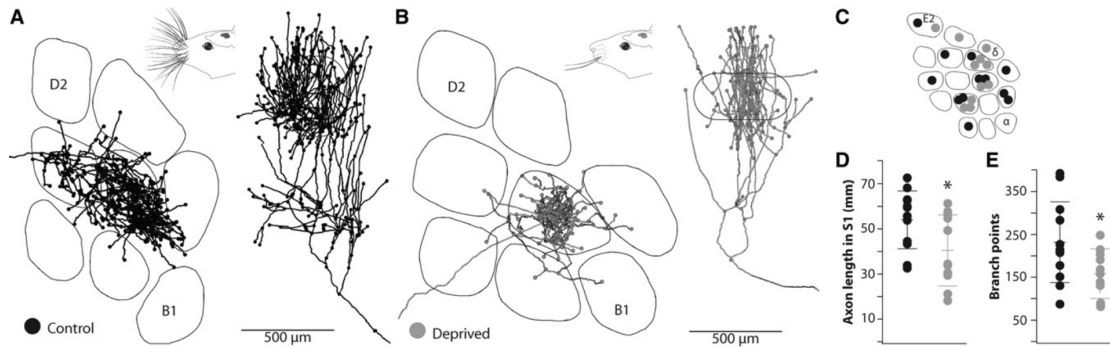 A
D2
B1
Control
500 µm
B
D2
B1
Deprived
500 µm
C
E2
δ
α
D
Axon length in S1 (mm)
70
50
30
10
*
E
Branch points
350
250
150
50
*